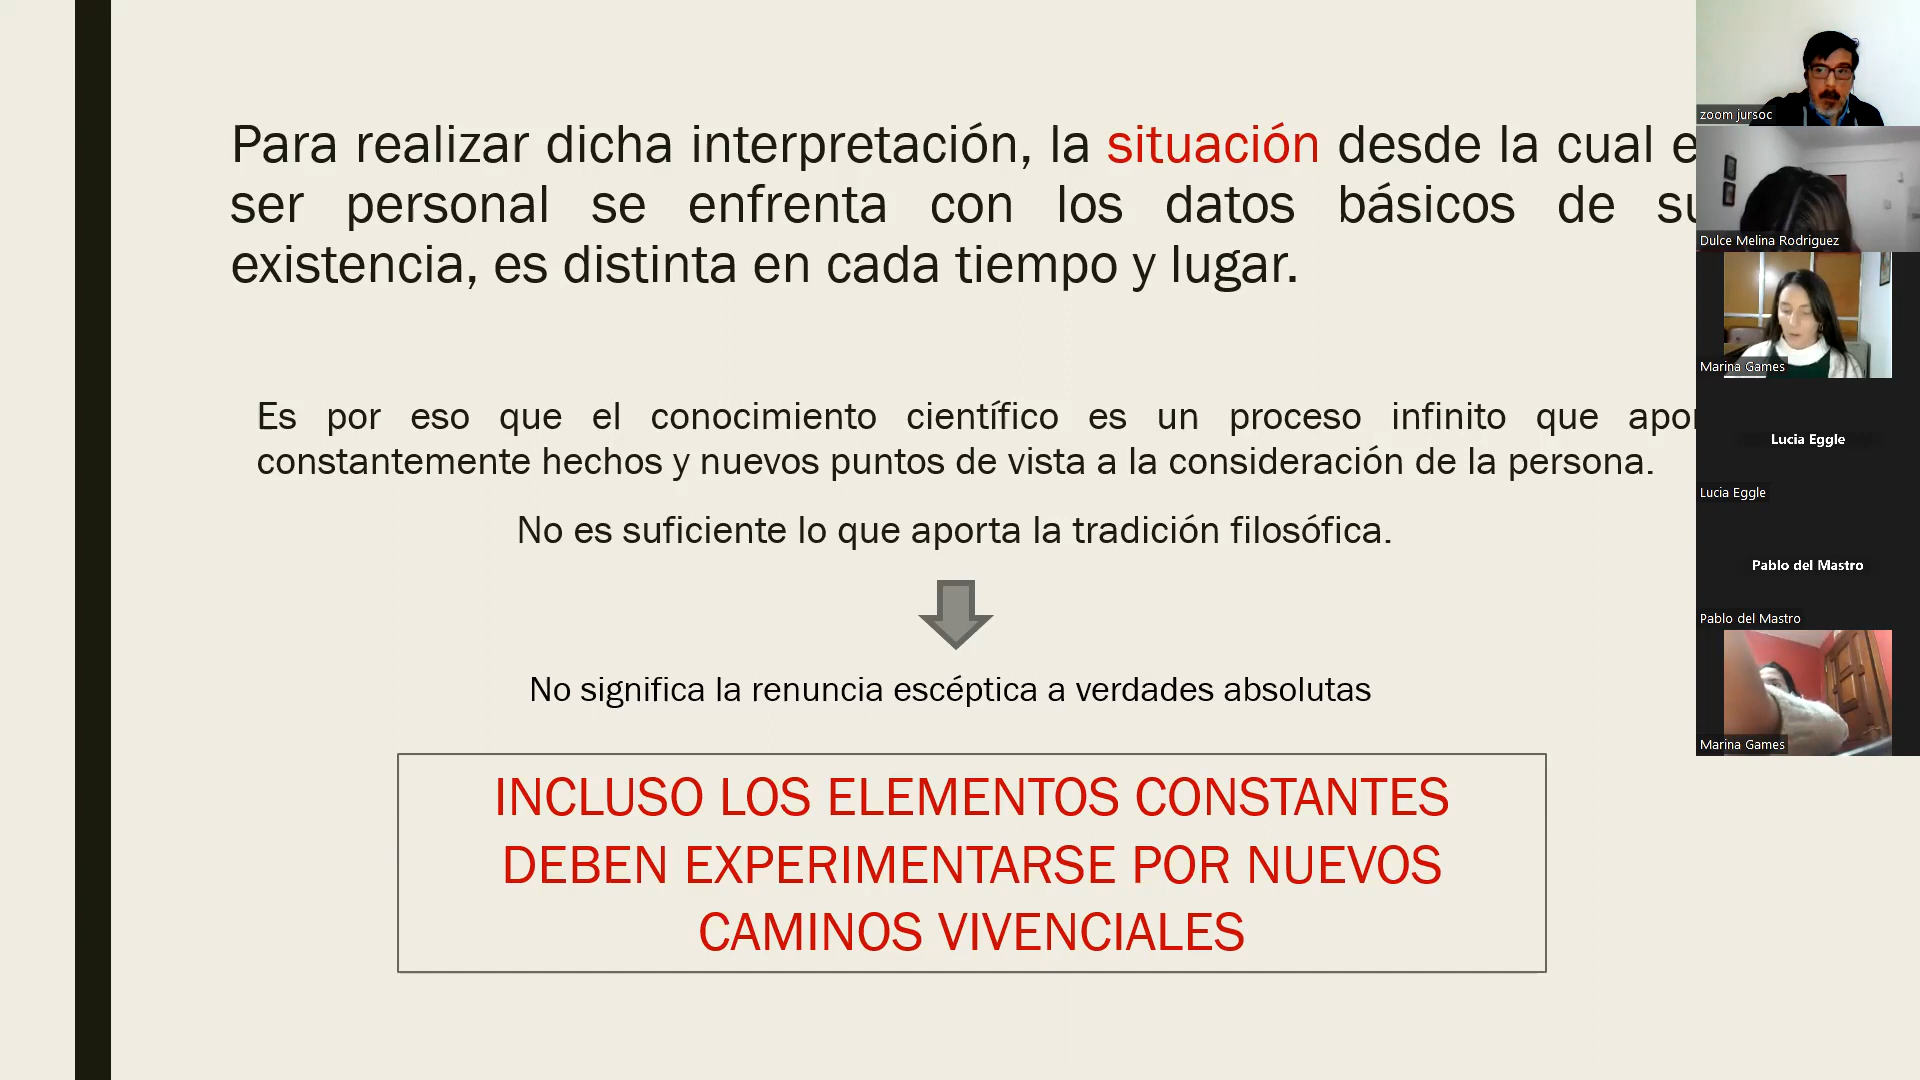 Para realizar dicha interpretación, la situación desde la cual e
ser personal se enfrenta con los datos básicos de su
existencia, es distinta en cada tiempo y lugar.
Es por eso que el conocimiento científico es un proceso infinito que apor
constantemente hechos y nuevos puntos de vista a la consideración de la persona.
No es suficiente lo que aporta la tradición filosófica.
No significa la renuncia escéptica a verdades absolutas
INCLUSO LOS ELEMENTOS CONSTANTES
DEBEN EXPERIMENTARSE POR NUEVOS
CAMINOS VIVENCIALES
zoom jursoc
Dulce Melina Rodriguez
Marina Games
Lucia Eggle
Lucia Eggle
Pablo del Mastro
Pablo del Mastro
Marina Games